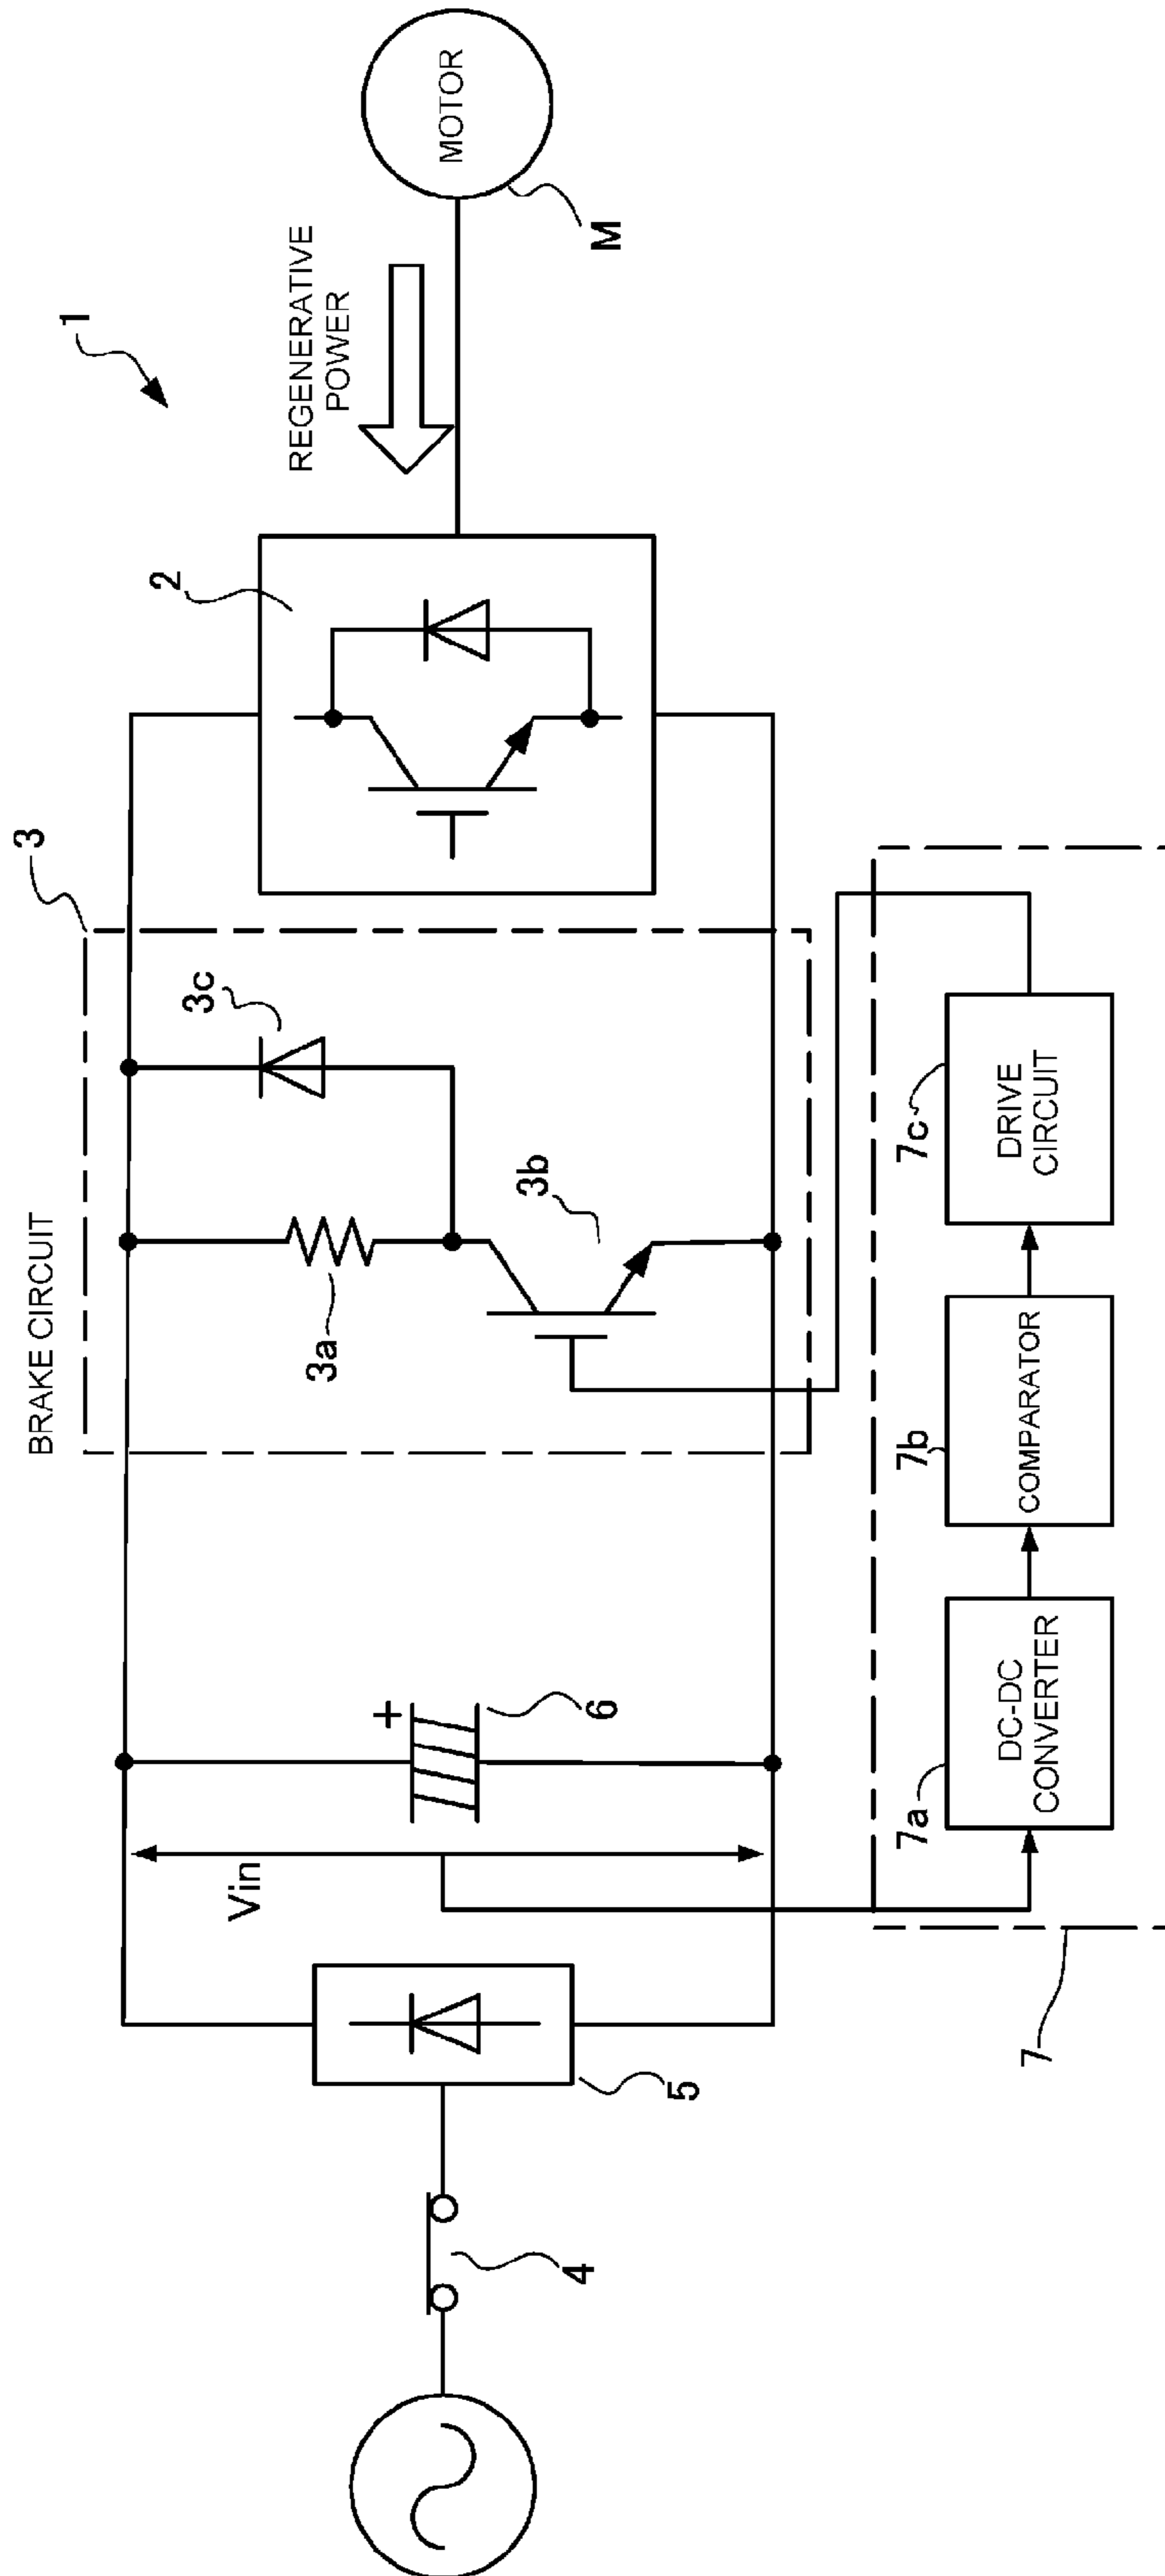 1
BRAKE CIRCUIT
3
3c
3a
3b
2
REGENERATIVE
POWER
MOTOR
M
Vin
+
6
4
5
7
7a
DC-DC
CONVERTER
7b
COMPARATOR
7c
DRIVE
CIRCUIT